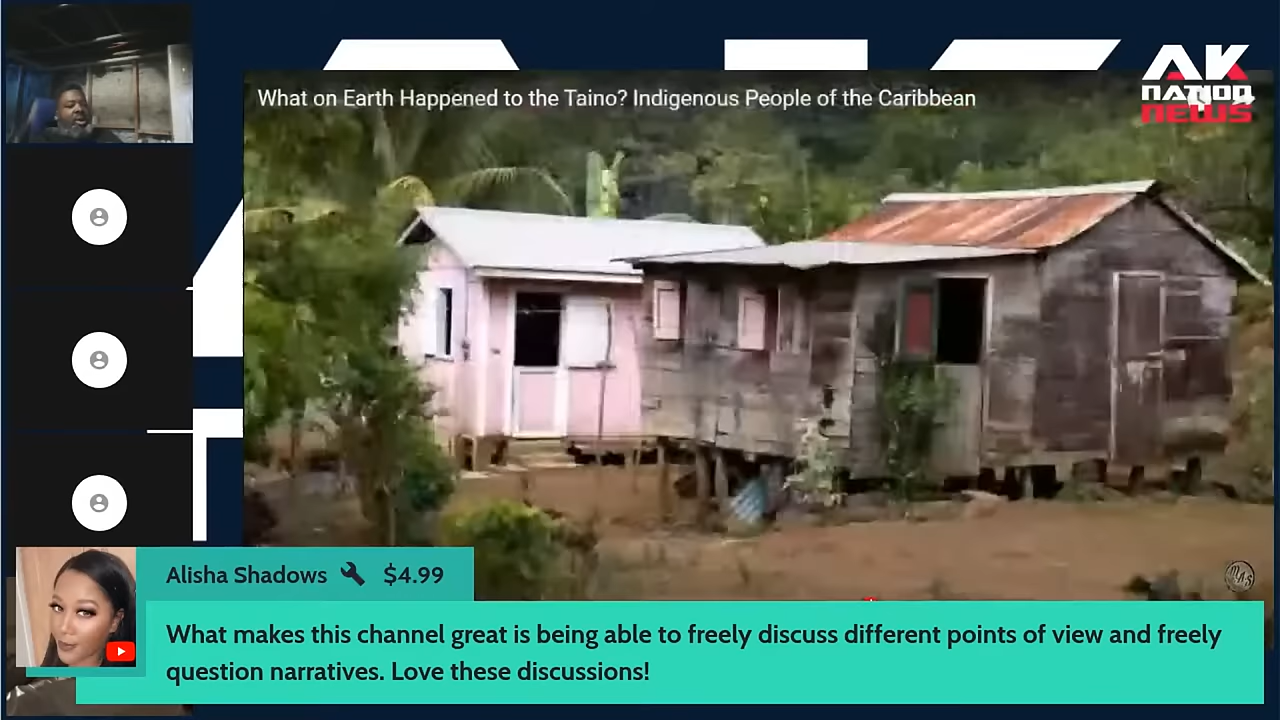 What on Earth Happened to the Taino? Indigenous People of the Caribbean
AK
NATION
NEWS
MAS
Alisha Shadows $4.99
What makes this channel great is being able to freely discuss different points of view and freely
question narratives. Love these discussions!